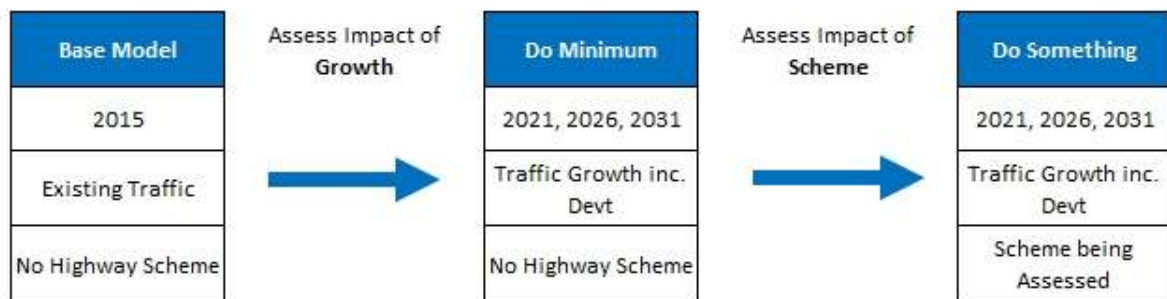 Base Model
2015
Existing Traffic
No Highway Scheme
Assess Impact of
Growth
Do Minimum
2021, 2026, 2031
Traffic Growth inc.
Devt
No Highway Scheme
Assess Impact of
Scheme
Do Something
2021, 2026, 2031
Traffic Growth inc.
Devt
Scheme being
Assessed